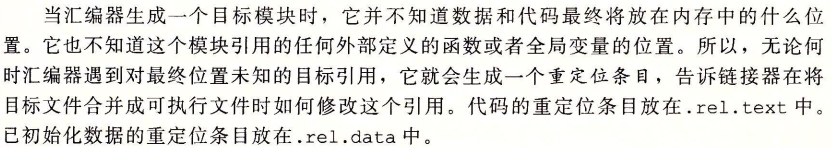 当汇编器生成一个目标模块时，它并不知道数据和代码最终将放在内存中的什么位
置。它也不知道这个模块引用的任何外部定义的函数或者全局变量的位置。所以，无论何
时汇编器遇到对最终位置未知的目标引用，它就会生成一个重定位条目，告诉链接器在将
目标文件合并成可执行文件时如何修改这个引用。代码的重定位条目放在.rel.text 中。
已初始化数据的重定位条目放在.rel.data 中。